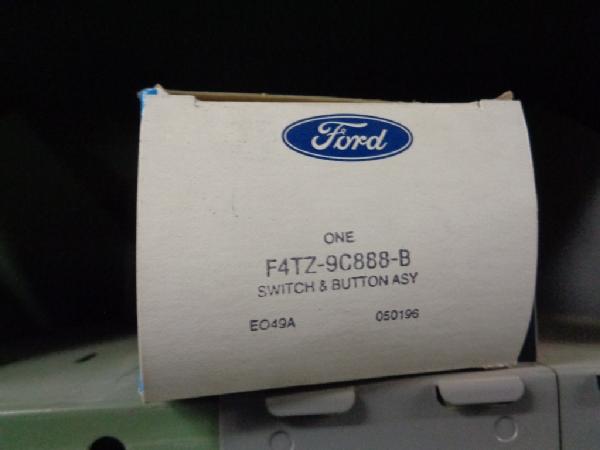 Ford
ONE
F4TZ-9C888-B
SWITCH & BUTTON ASY
EO49A 050196